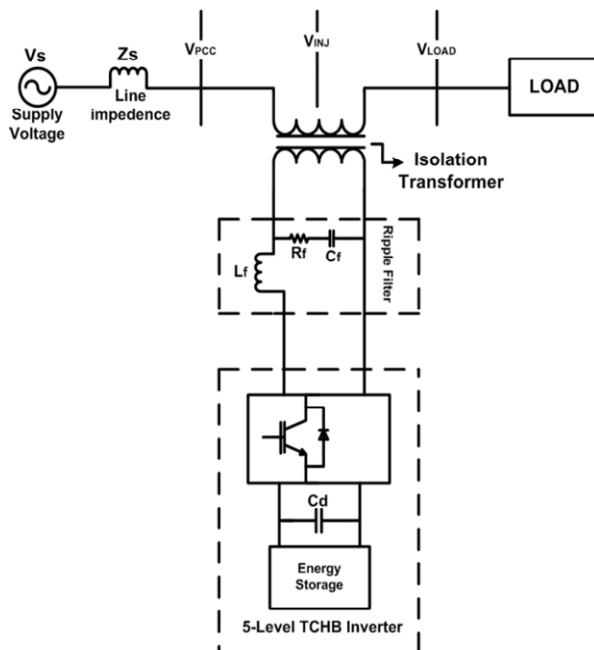 Vs
Supply
Voltage
Zs
Line
impedence
VPCC
VINJ
VLOAD
LOAD
Isolation
Transformer
Rf
Cf
Lf
Ripple Filter
Cd
Energy
Storage
5-Level TCHB Inverter